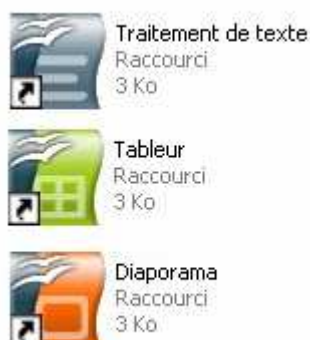 Traitement de texte
Raccourci
3 Ko
Tableur
Raccourci
3 Ko
Diaporama
Raccourci
3 Ko